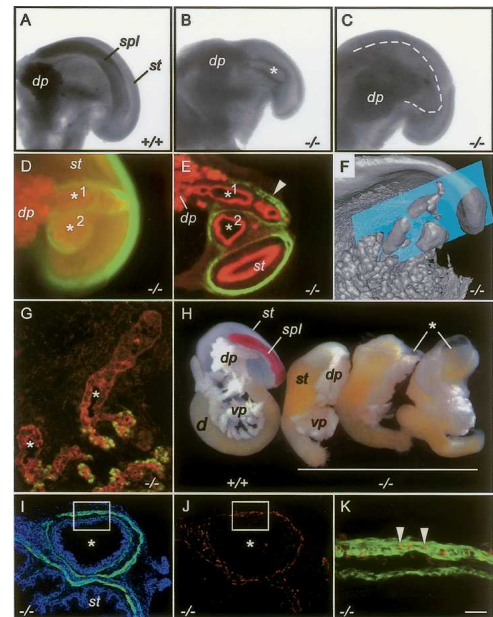 A
spl
st
dp
+/+
B
dp
*
-/-
C
dp
-/-
D
st
*1
dp
*2
-/-
E
*1
dp
*2
st
-/-
F
-/-
G
*
*
-/-
H
st
spl
dp
d
vp
st
dp
vp
*
+/+
-/-
I
*
st
-/-
J
*
-/-
K
-/-